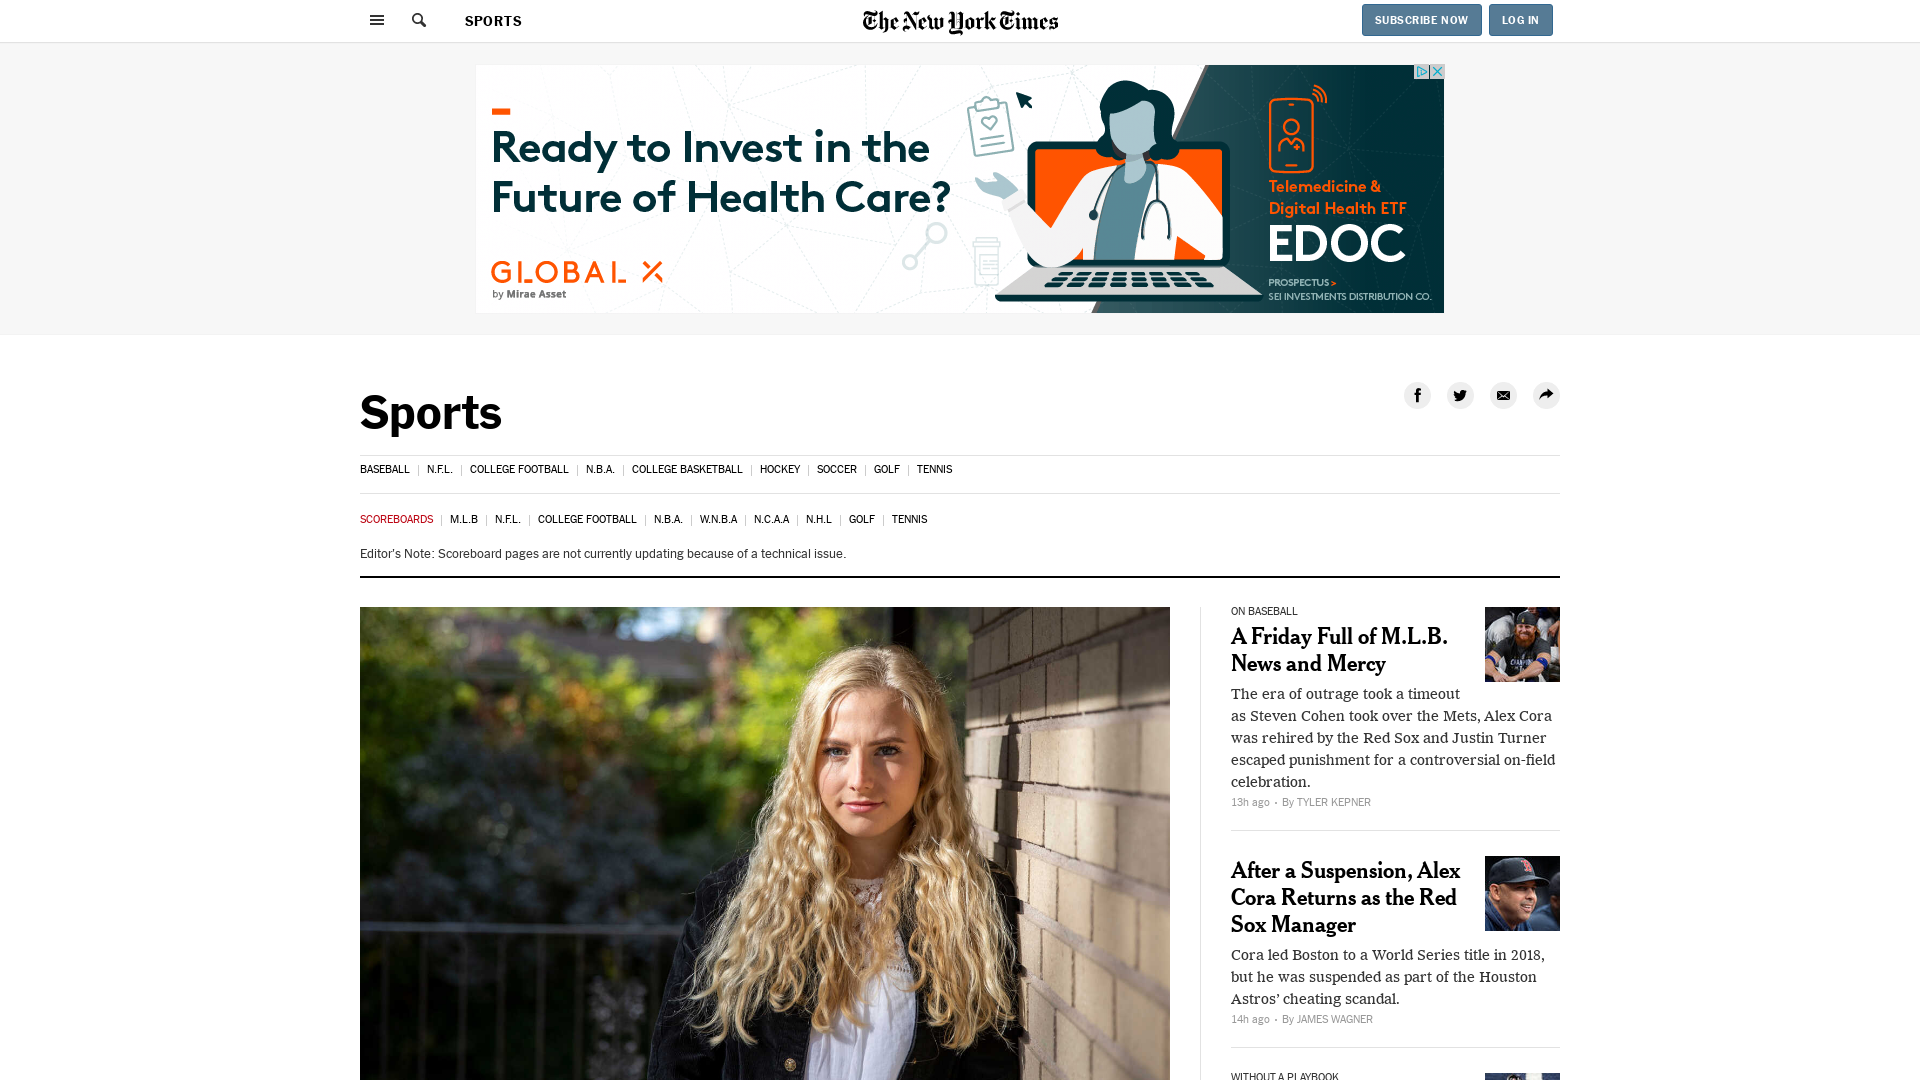 SPORTS
The New York Times
SUBSCRIBE NOW
LOG IN
Ready to Invest in the
Future of Health Care?
GLOBAL X
by Mirae Asset
Telemedicine &
Digital Health ETF
EDOC
PROSPECTUS >
SEI INVESTMENTS DISTRIBUTION CO.
Sports
BASEBALL | N.F.L. | COLLEGE FOOTBALL | N.B.A. | COLLEGE BASKETBALL | HOCKEY | SOCCER | GOLF | TENNIS
SCOREBOARDS | M.L.B | N.F.L. | COLLEGE FOOTBALL | N.B.A. | W.N.B.A | N.C.A.A | N.H.L | GOLF | TENNIS
Editor's Note: Scoreboard pages are not currently updating because of a technical issue.
ON BASEBALL
A Friday Full of M.L.B.
News and Mercy
The era of outrage took a timeout
as Steven Cohen took over the Mets, Alex Cora
was rehired by the Red Sox and Justin Turner
escaped punishment for a controversial on-field
celebration.
13h ago • By TYLER KEPNER
After a Suspension, Alex
Cora Returns as the Red
Sox Manager
Cora led Boston to a World Series title in 2018,
but he was suspended as part of the Houston
Astros’ cheating scandal.
14h ago • By JAMES WAGNER
WITHOUT A PLAYBOOK